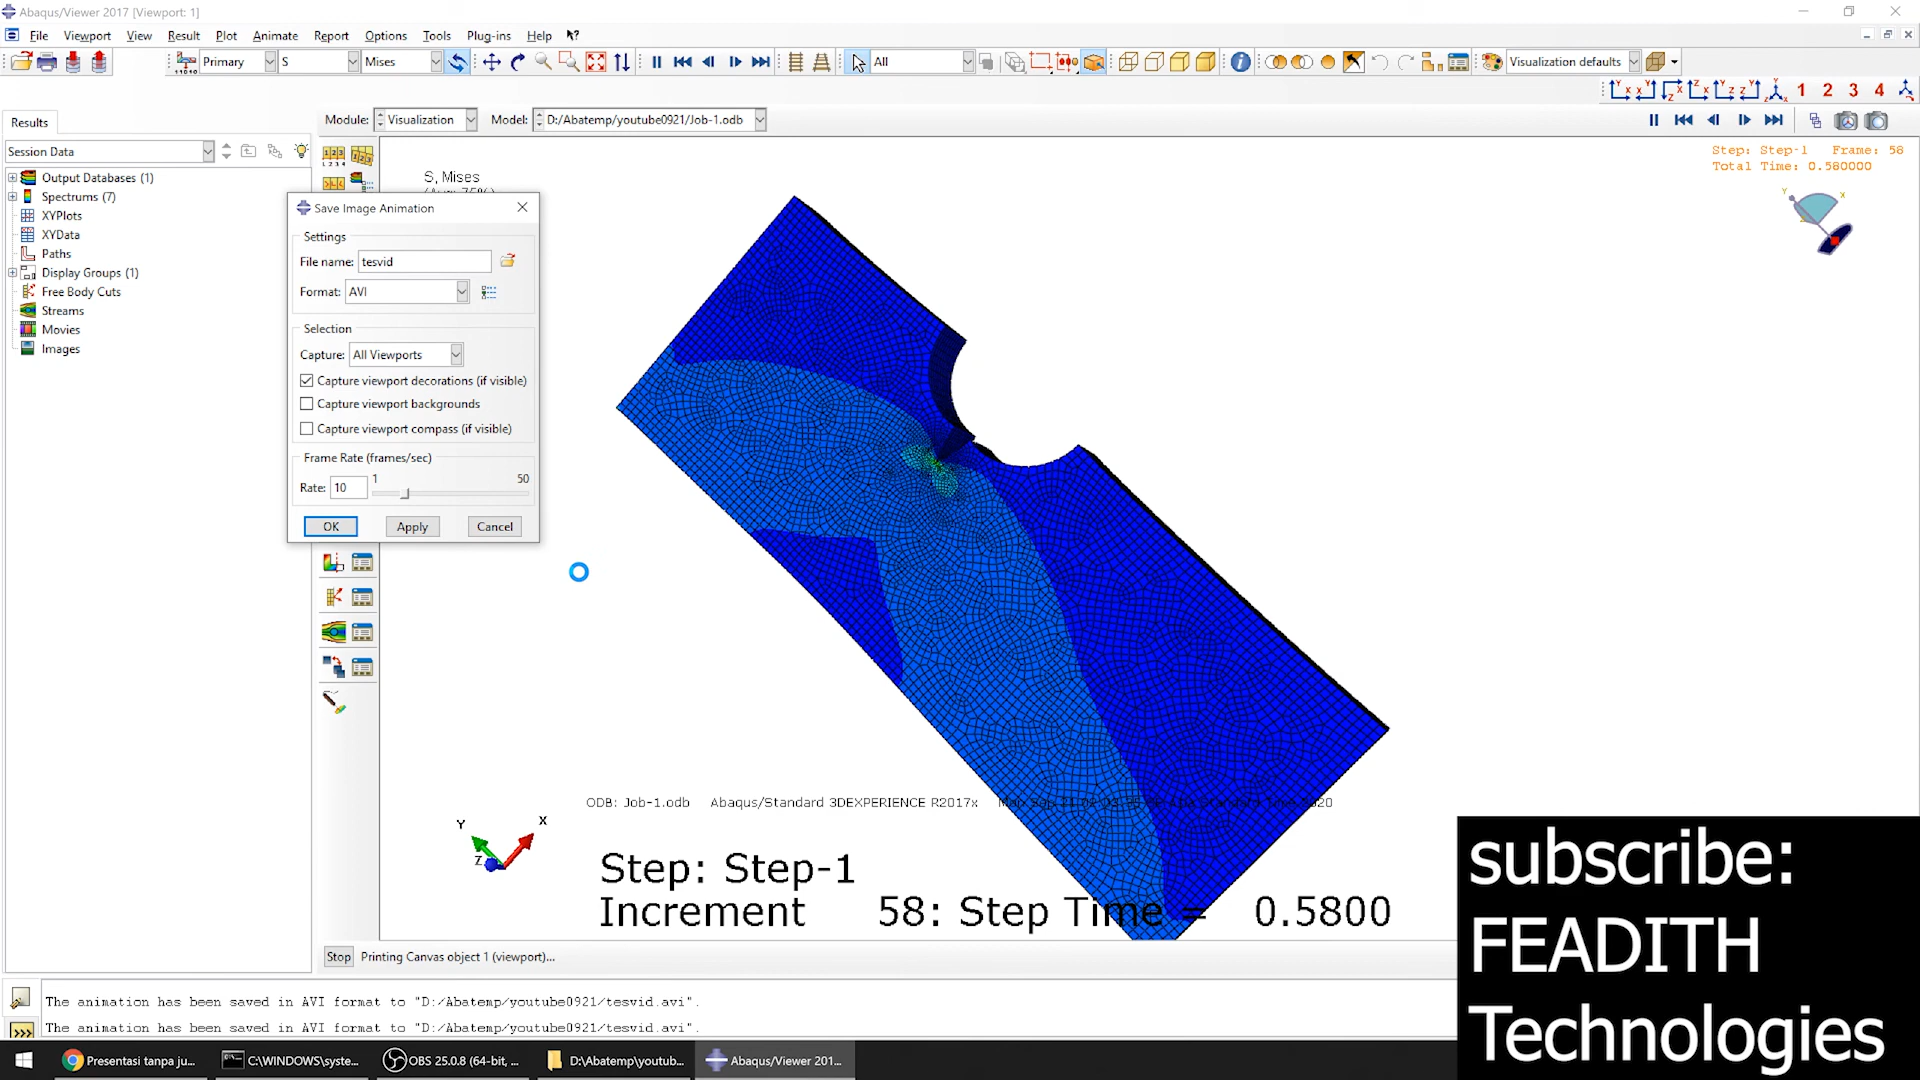 Abaqus/Viewer 2017 [Viewport: 1]
File Viewport View Result Plot Animate Report Options Tools Plug-ins Help
Primary S Mises All Visualization defaults
1 2 3 4
Results
Module: Visualization Model: D:/Abatemp/youtube0921/Job-1.odb
Session Data
Output Databases (1)
Spectrums (7)
XYPlots
XYData
Paths
Display Groups (1)
Free Body Cuts
Streams
Movies
Images
S, Mises
Step: Step-1 Frame: 58
Total Time: 0.580000
Y X
Save Image Animation
Settings
File name: tesvid
Format: AVI
Selection
Capture: All Viewports
Capture viewport decorations (if visible)
Capture viewport backgrounds
Capture viewport compass (if visible)
Frame Rate (frames/sec)
1 50
Rate: 10
OK Apply Cancel
ODB: Job-1.odb Abaqus/Standard 3DEXPERIENCE R2017x
Y X
Z
Step: Step-1
Increment 58: Step Time = 0.5800
Stop Printing Canvas object 1 (viewport)...
The animation has been saved in AVI format to "D:/Abatemp/youtube0921/tesvid.avi".
The animation has been saved in AVI format to "D:/Abatemp/youtube0921/tesvid.avi".
subscribe:
FEADITH
Technologies
Presentasi tanpa ju... C:\WINDOWS\syste... OBS 25.0.8 (64-bit, ... D:\Abatemp\youtub... Abaqus/Viewer 201...